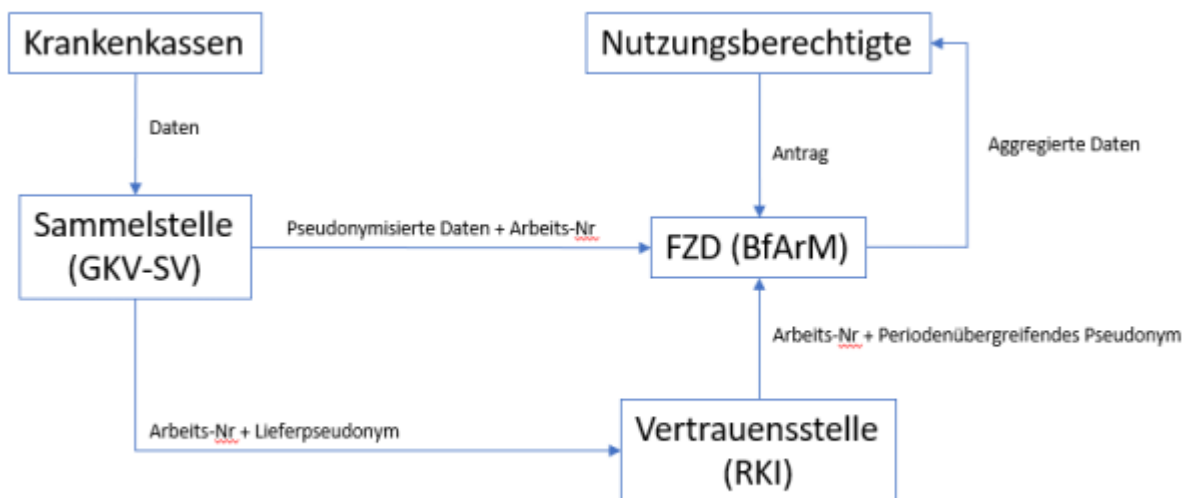 Krankenkassen
Nutzungsberechtigte
Daten
Antrag
Aggregierte Daten
Sammelstelle
(GKV-SV)
Pseudonymisierte Daten + Arbeits-Nr
FZD (BfArM)
Arbeits-Nr + Periodenübergreifendes Pseudonym
Arbeits-Nr + Lieferpseudonym
Vertrauensstelle
(RKI)